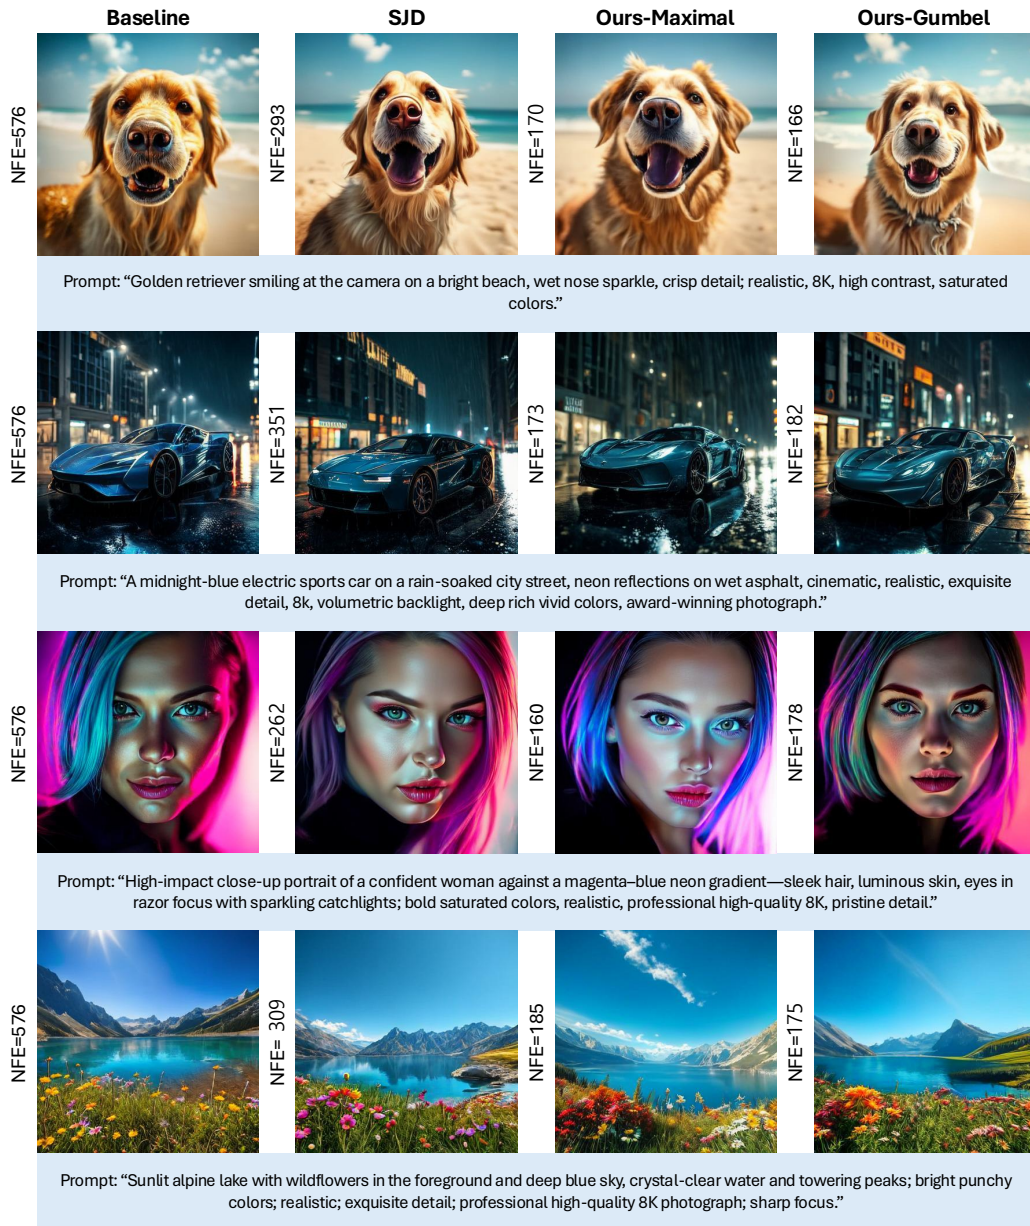 Baseline SJD Ours-Maximal Ours-Gumbel
NFE=576 NFE=293 NFE=170 NFE=166
Prompt: “Golden retriever smiling at the camera on a bright beach, wet nose sparkle, crisp detail; realistic, 8K, high contrast, saturated
colors.”
NFE=576 NFE=351 NFE=173 NFE=182
Prompt: “A midnight-blue electric sports car on a rain-soaked city street, neon reflections on wet asphalt, cinematic, realistic, exquisite
detail, 8k, volumetric backlight, deep rich vivid colors, award-winning photograph.”
NFE=576 NFE=262 NFE=160 NFE=178
Prompt: “High-impact close-up portrait of a confident woman against a magenta–blue neon gradient—sleek hair, luminous skin, eyes in
razor focus with sparkling catchlights; bold saturated colors, realistic, professional high-quality 8K, pristine detail.”
NFE=576 NFE= 309 NFE=185 NFE=175
Prompt: “Sunlit alpine lake with wildflowers in the foreground and deep blue sky, crystal-clear water and towering peaks; bright punchy
colors; realistic; exquisite detail; professional high-quality 8K photograph; sharp focus.”